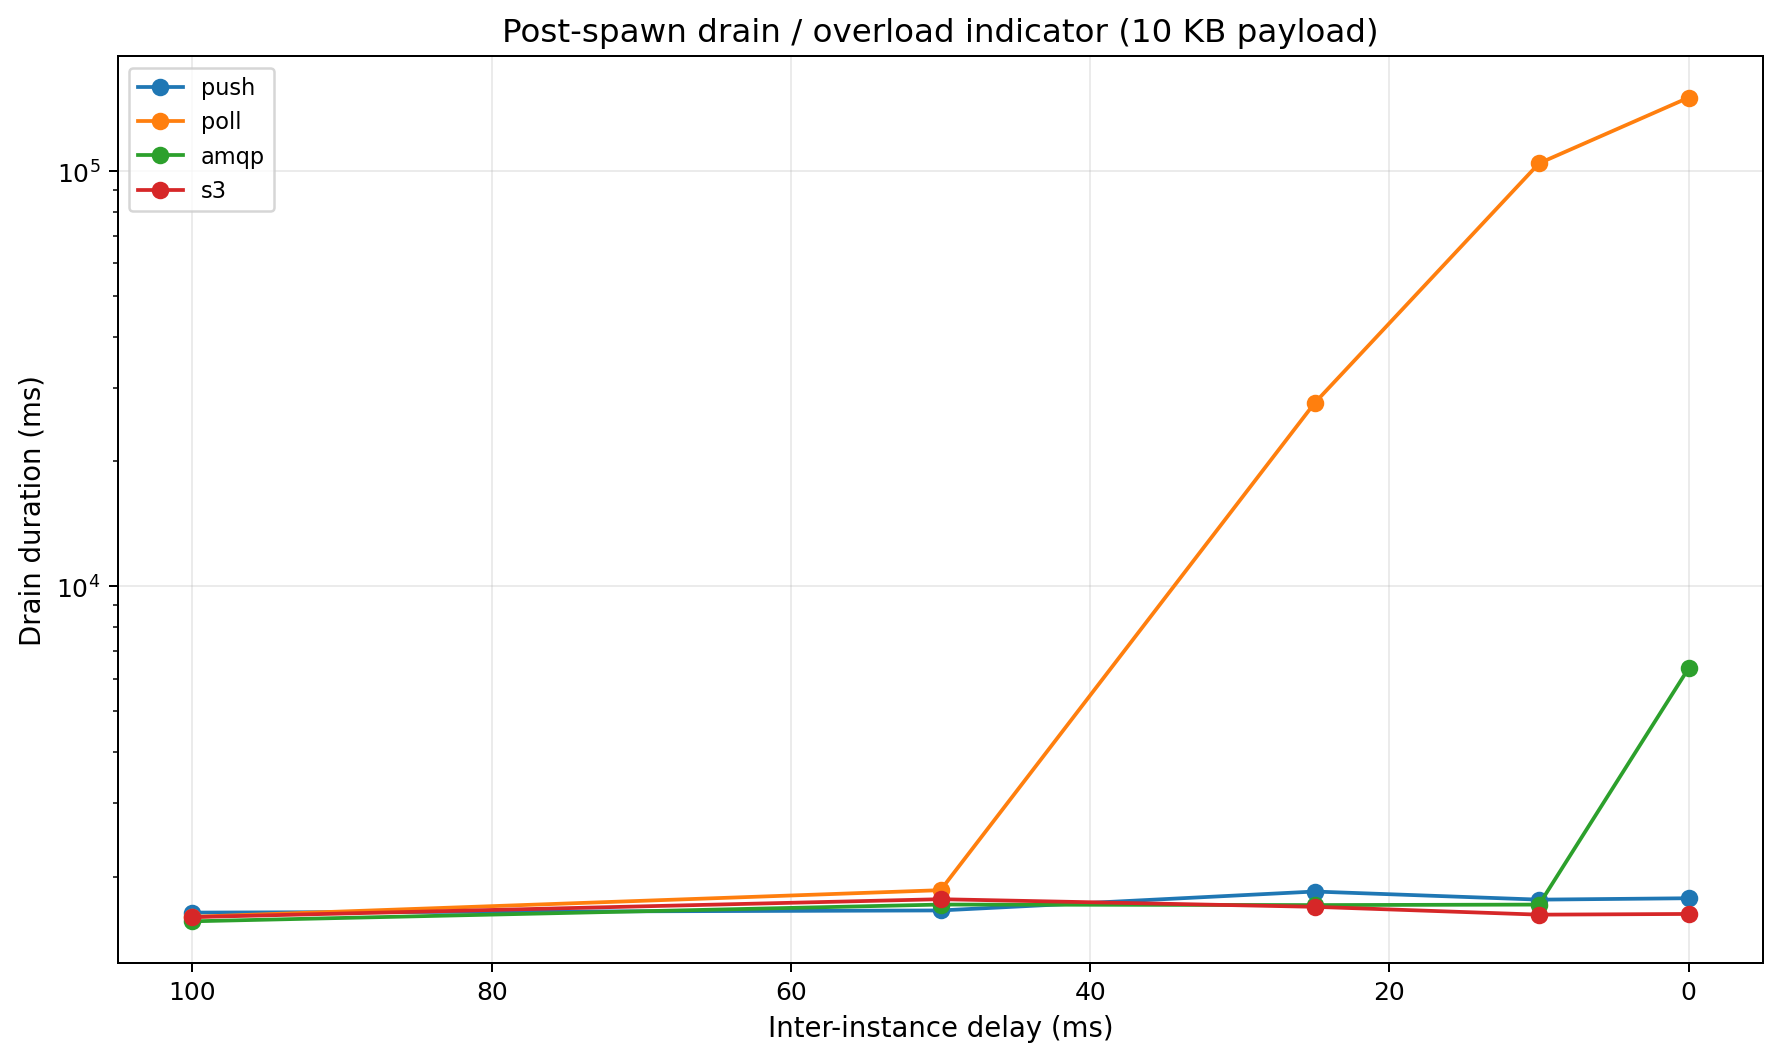 Post-spawn drain / overload indicator (10 KB payload)
push
poll
amqp
s3
10^5
10^4
Drain duration (ms)
100 80 60 40 20 0
Inter-instance delay (ms)